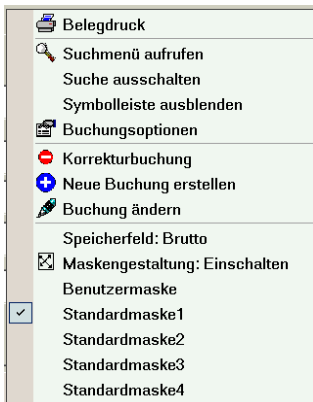 Belegdruck
Suchmenü aufrufen
Suche ausschalten
Symbolleiste ausblenden
Buchungsoptionen
Korrekturbuchung
Neue Buchung erstellen
Buchung ändern
Speicherfeld: Brutto
Maskengestaltung: Einschalten
Benutzermaske
Standardmaske1
Standardmaske2
Standardmaske3
Standardmaske4